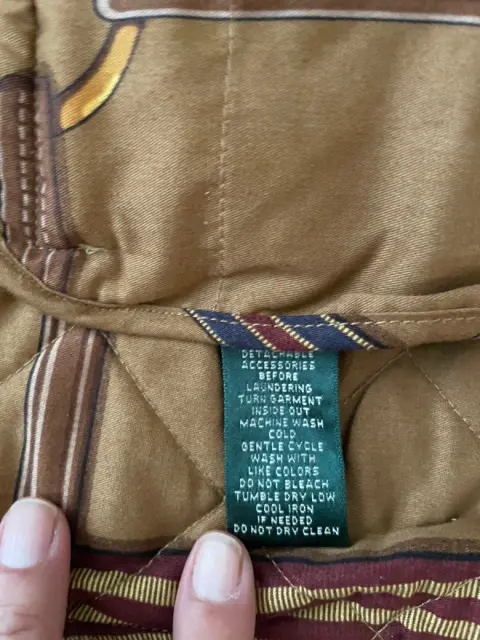 DETACHABLE
ACCESSORIES
BEFORE
LAUNDERING
TURN GARMENT
INSIDE OUT
MACHINE WASH
COLD
GENTLE CYCLE
WASH WITH
LIKE COLORS
DO NOT BLEACH
TUMBLE DRY LOW
COOL IRON
IF NEEDED
DO NOT DRY CLEAN